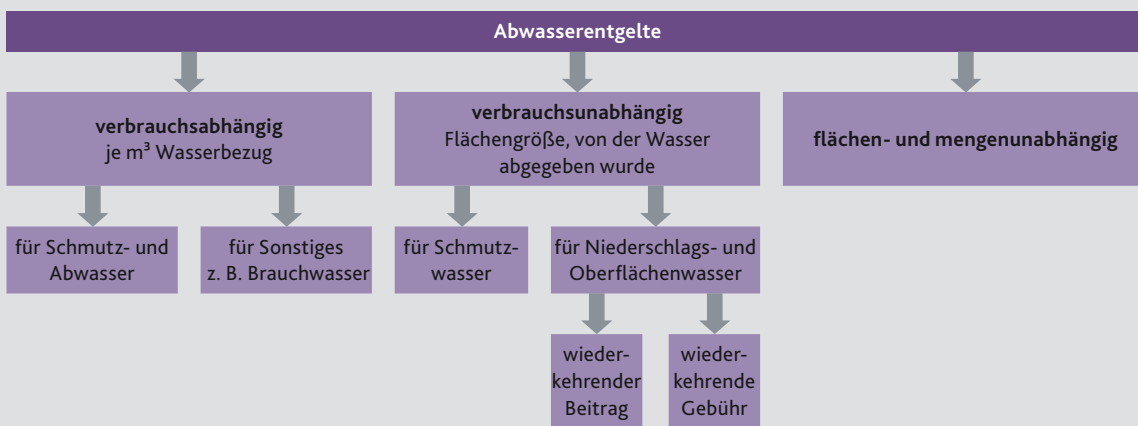 Abwasserentgelte
verbrauchsabhängig
je m³ Wasserbezug
verbrauchsunabhängig
Flächengröße, von der Wasser
abgegeben wurde
flächen- und mengenunabhängig
für Schmutz- und
Abwasser
für Sonstiges
z. B. Brauchwasser
für Schmutz-
wasser
für Niederschlags- und
Oberflächenwasser
wieder-
kehrender
Beitrag
wieder-
kehrende
Gebühr